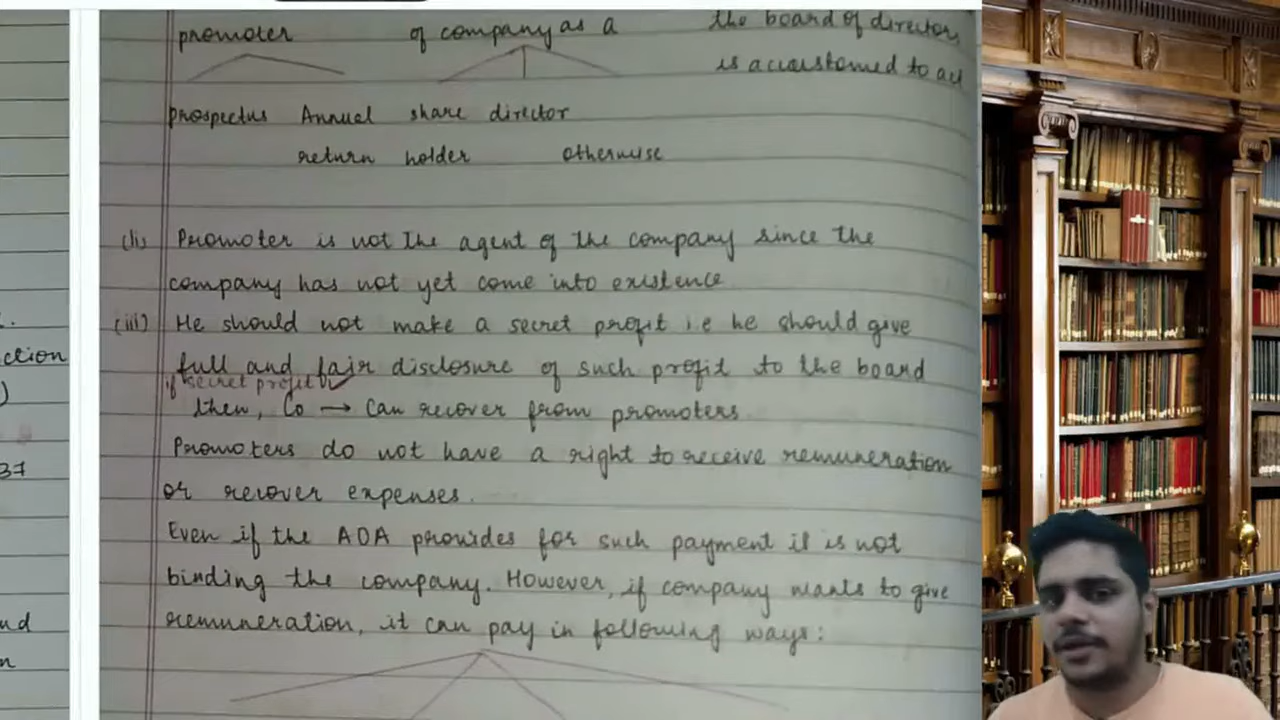 promoter of company as a the board of director,
is accustomed to act
prospectus Annual share director
return holder otherwise
(ii) Promoter is not the agent of the company since the
company has not yet come into existence
(iii) He should not make a secret profit i.e he should give
full and fair disclosure of such profit to the board
if secret profit ✓
then, Co → Can recover from promoters.
Promoters do not have a right to receive remuneration
or recover expenses.
Even if the AOA provides for such payment it is not
binding the company. However, if company wants to give
remuneration, it can pay in following ways:
ction
)
37
nd
n